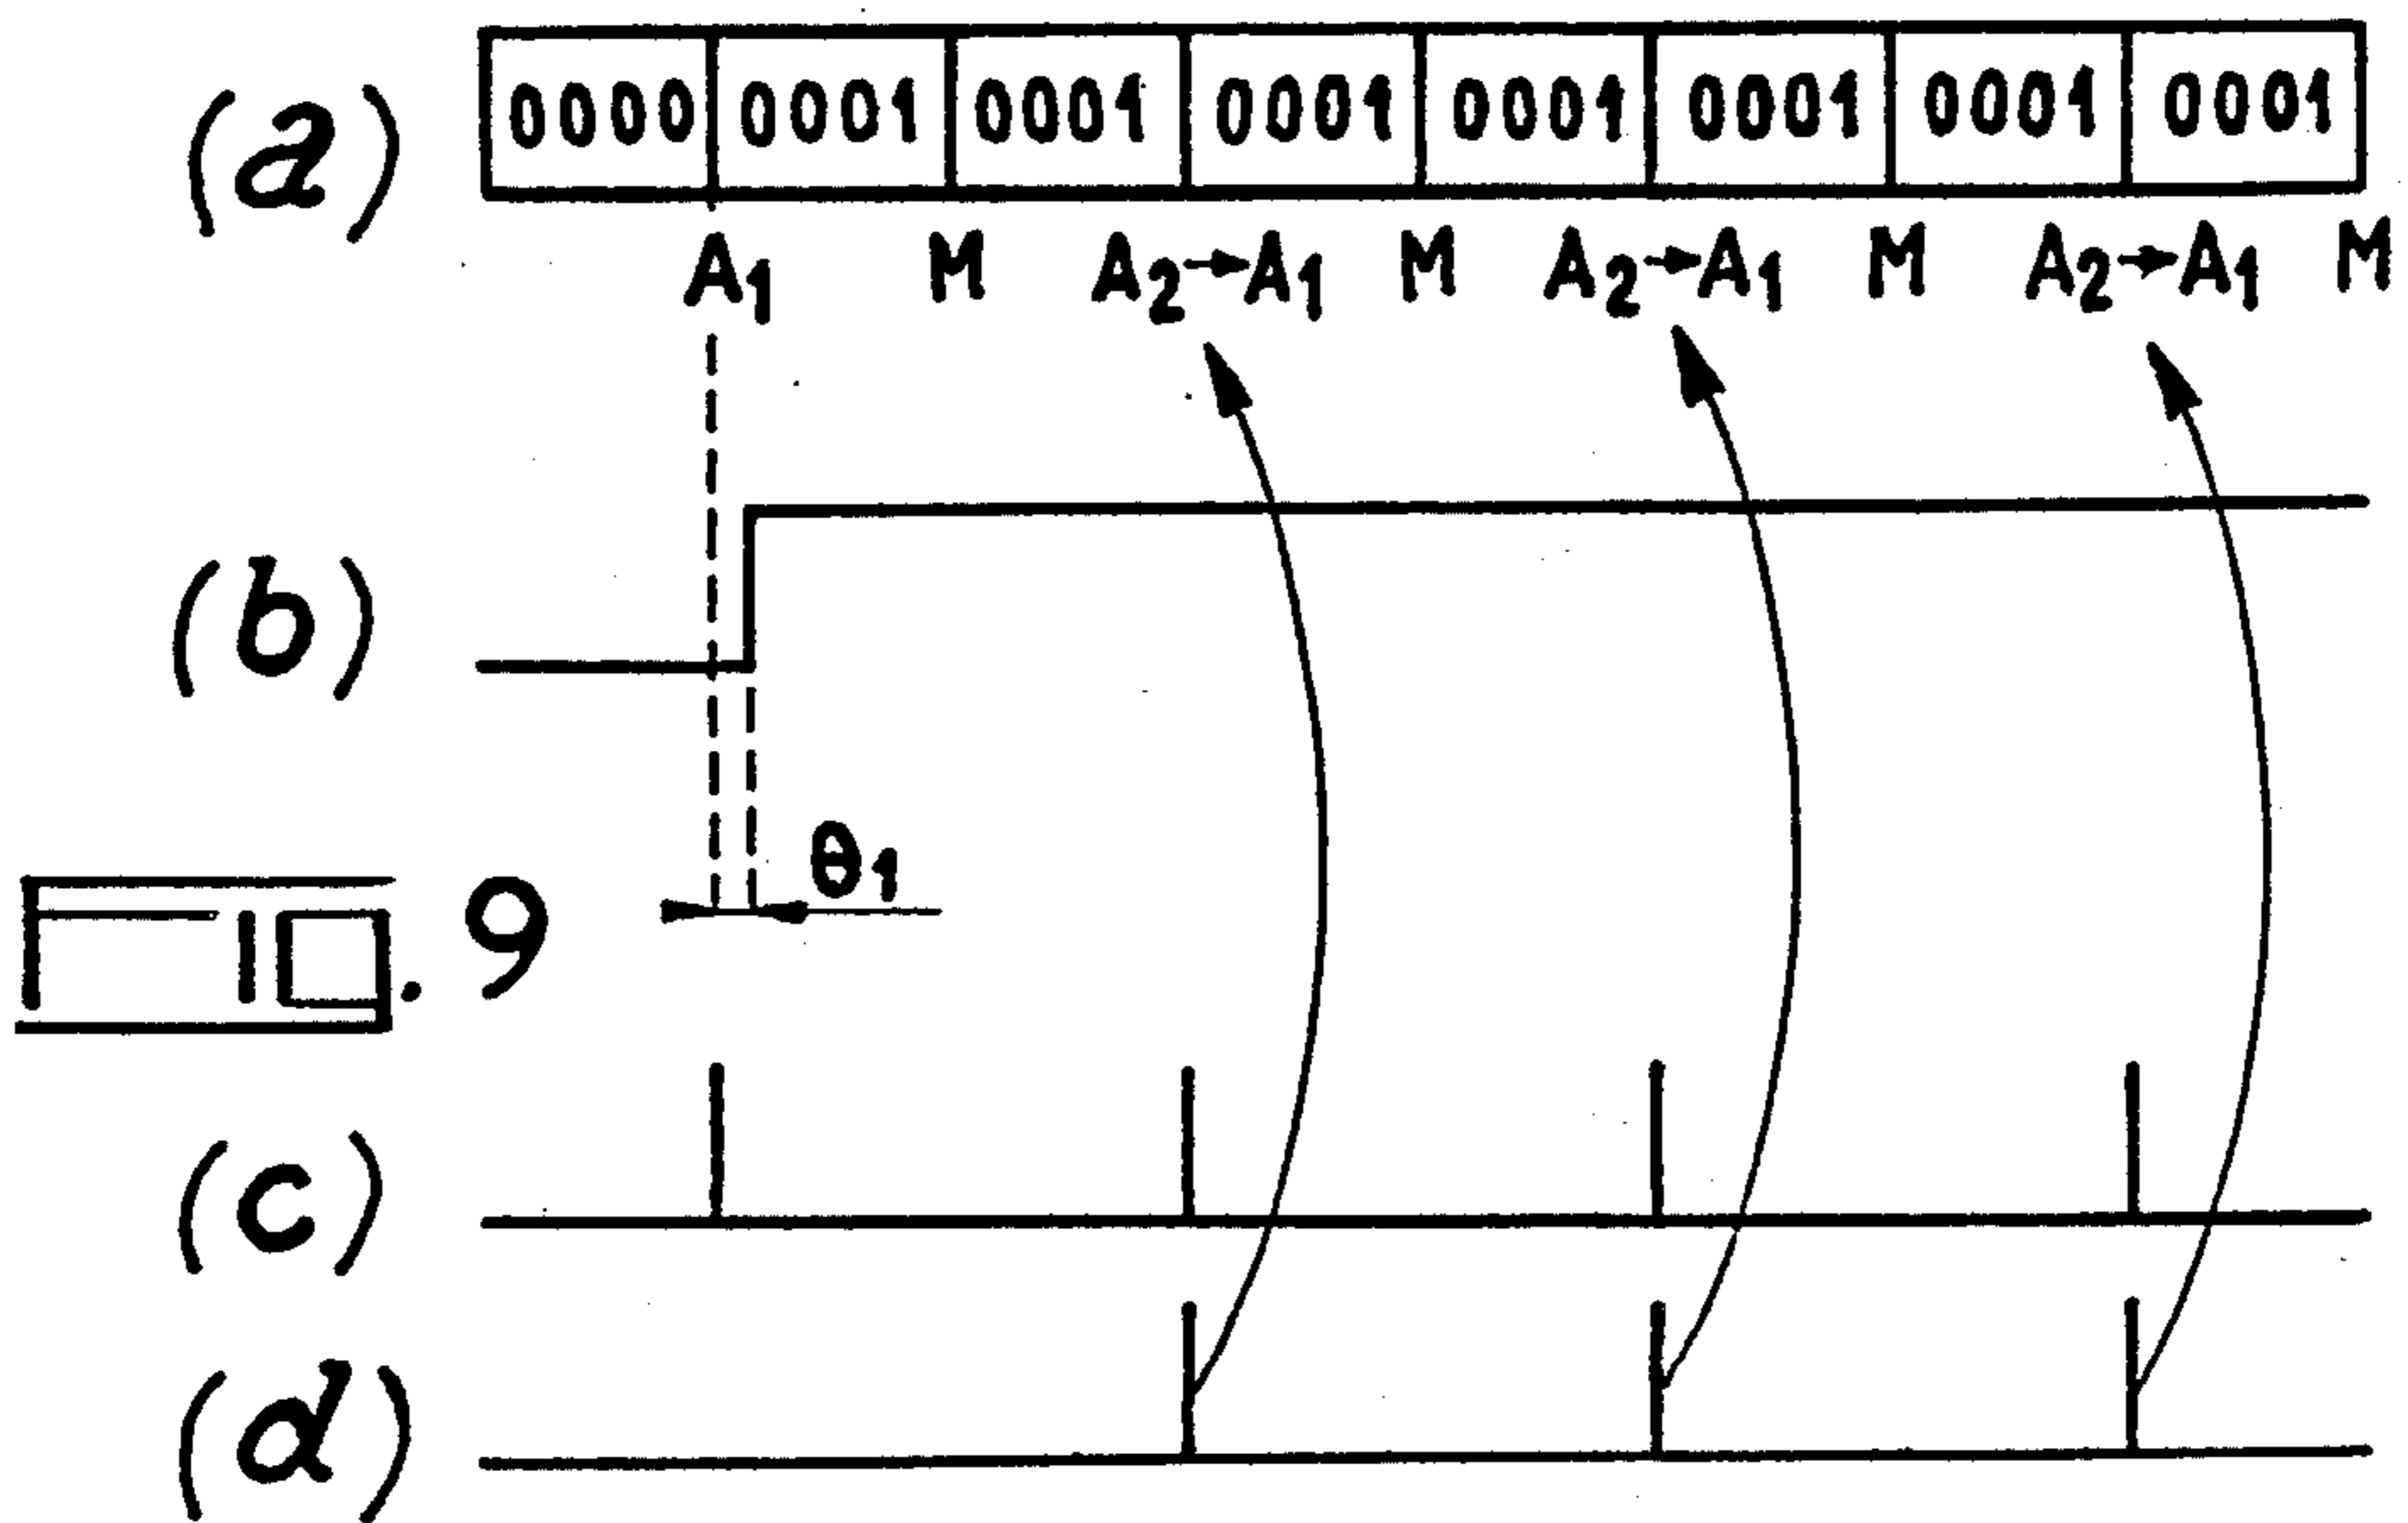 (a) 0000 0001 0001 0001 0001 0001 0001 0001
A₁ M A₂→A₁ M A₂→A₁ M A₂→A₁ M
(b)
θ₁
FIG. 9
(c)
(d)